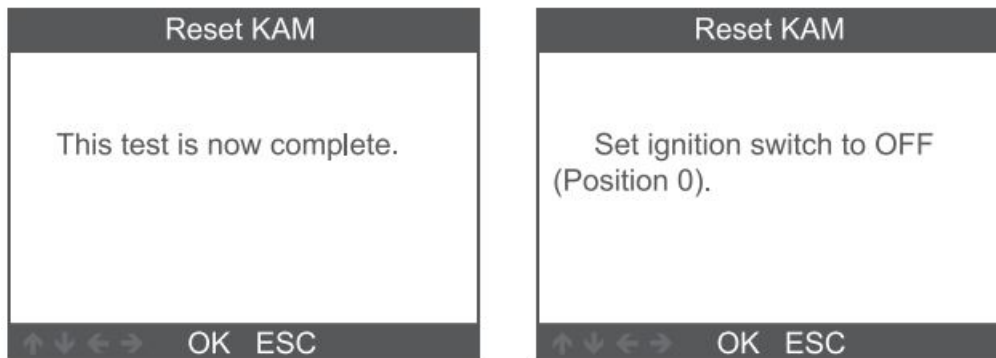 Reset KAM
This test is now complete.
OK ESC
Reset KAM
Set ignition switch to OFF
(Position 0).
OK ESC